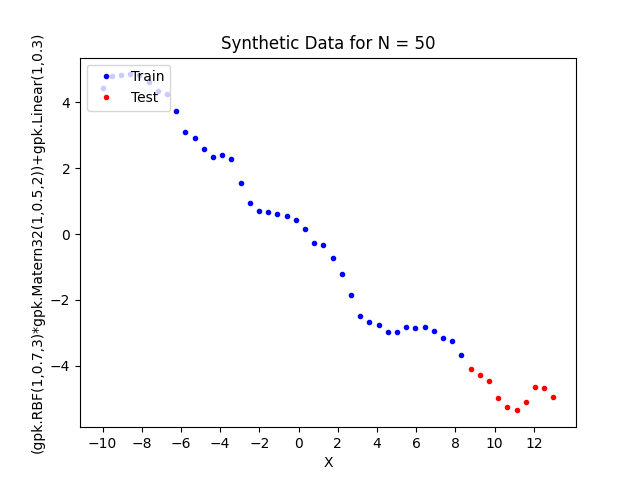 Synthetic Data for N = 50
(gpk.RBF(1,0.7,3)*gpk.Matern32(1,0.5,2))+gpk.Linear(1,0.3)
Train
Test
4
2
0
−2
−4
−10 −8 −6 −4 −2 0 2 4 6 8 10 12
X